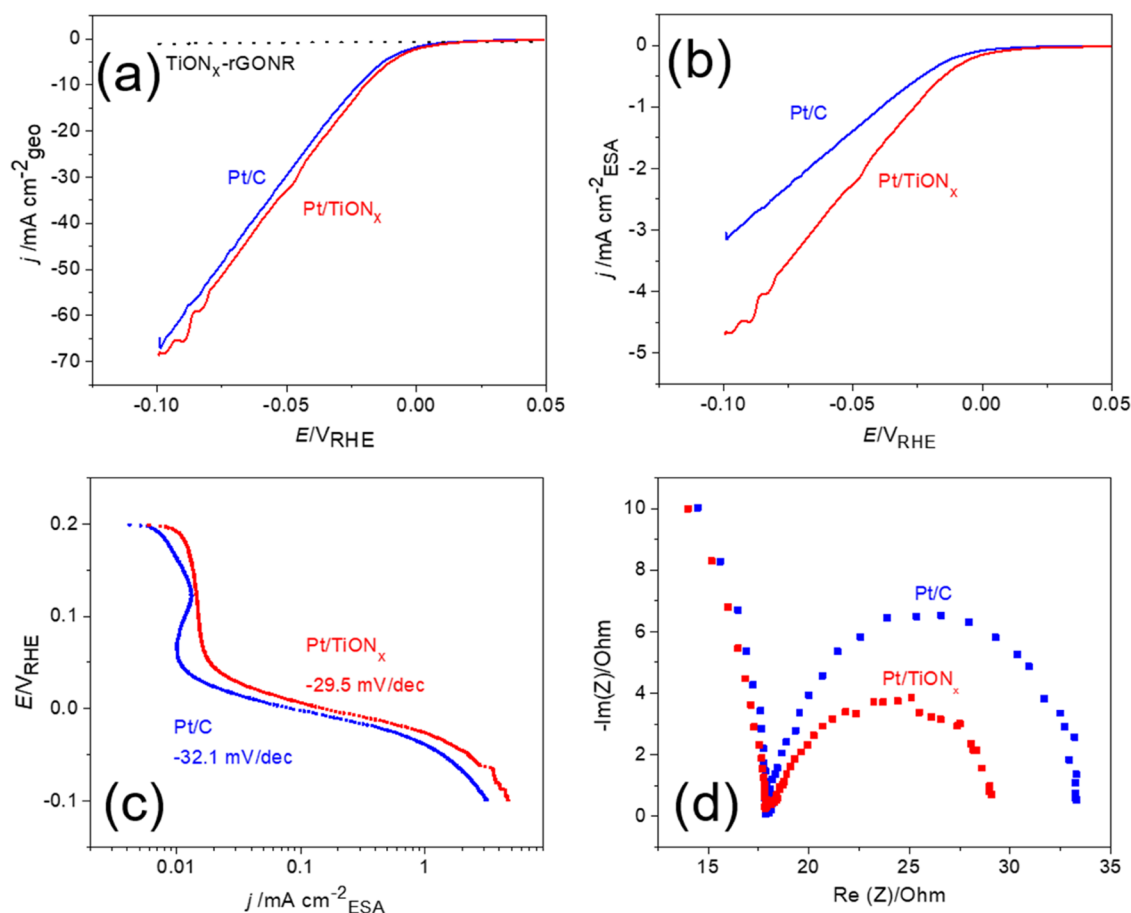 (a)
0
-10
-20
-30
-40
-50
-60
-70
j /mA cm⁻²geo
TiONₓ-rGONR
Pt/C
Pt/TiONₓ
-0.10 -0.05 0.00 0.05
E/V_RHE
(b)
0
-1
-2
-3
-4
-5
j /mA cm⁻²ESA
Pt/C
Pt/TiONₓ
-0.10 -0.05 0.00 0.05
E/V_RHE
(c)
0.2
0.1
0.0
-0.1
E/V_RHE
Pt/TiONₓ
-29.5 mV/dec
Pt/C
-32.1 mV/dec
0.01 0.1 1
j /mA cm⁻²ESA
(d)
10
8
6
4
2
0
-Im(Z)/Ohm
Pt/C
Pt/TiONₓ
15 20 25 30 35
Re (Z)/Ohm